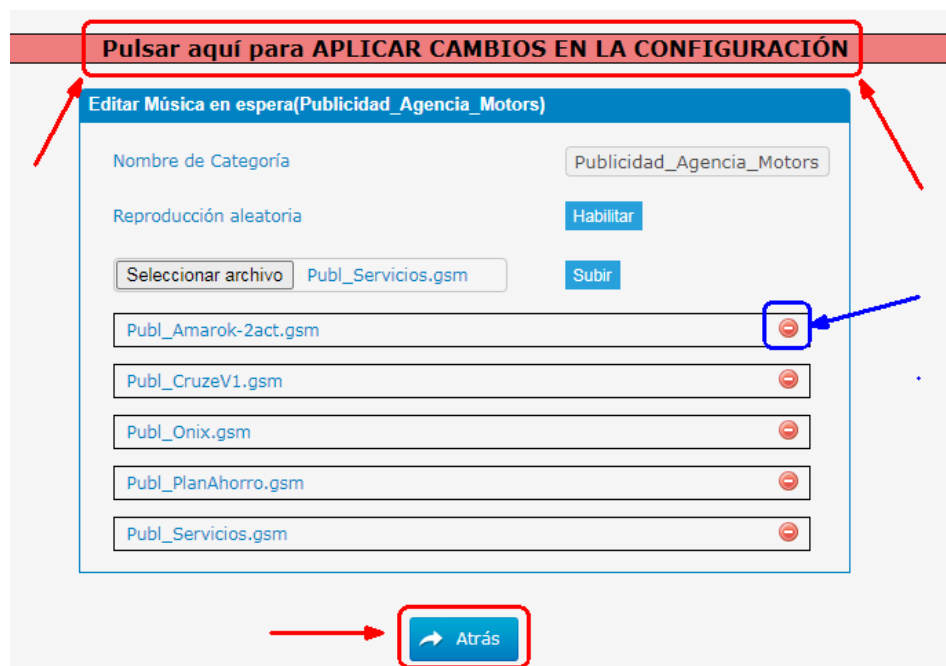 Pulsar aquí para APLICAR CAMBIOS EN LA CONFIGURACIÓN
Editar Música en espera(Publicidad_Agencia_Motors)
Nombre de Categoría Publicidad_Agencia_Motors
Reproducción aleatoria Habilitar
Seleccionar archivo Publ_Servicios.gsm Subir
Publ_Amarok-2act.gsm
Publ_CruzeV1.gsm
Publ_Onix.gsm
Publ_PlanAhorro.gsm
Publ_Servicios.gsm
Atrás